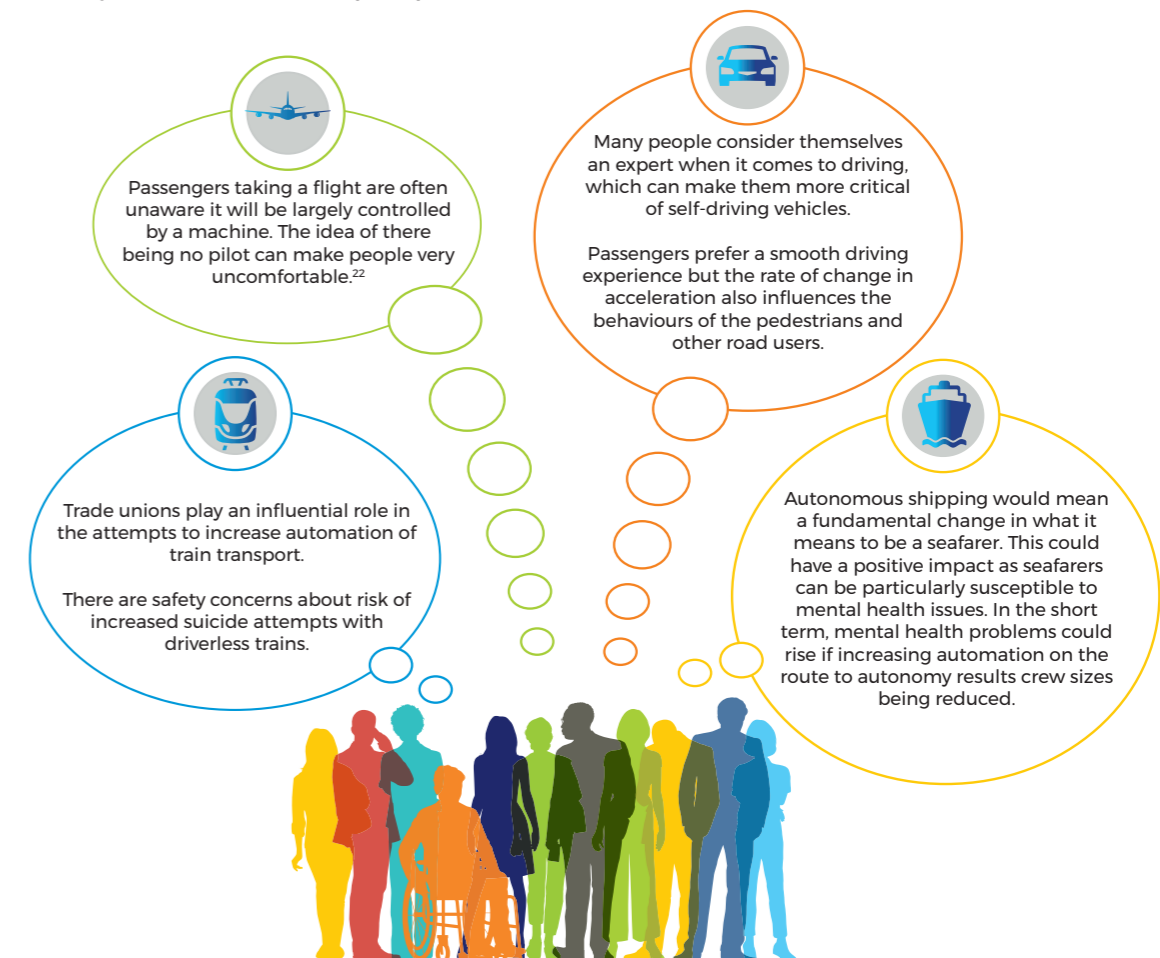 Passengers taking a flight are often
unaware it will be largely controlled
by a machine. The idea of there
being no pilot can make people very
uncomfortable.²²
Many people consider themselves
an expert when it comes to driving,
which can make them more critical
of self-driving vehicles.
Passengers prefer a smooth driving
experience but the rate of change in
acceleration also influences the
behaviours of the pedestrians and
other road users.
Trade unions play an influential role in
the attempts to increase automation of
train transport.
There are safety concerns about risk of
increased suicide attempts with
driverless trains.
Autonomous shipping would mean
a fundamental change in what it
means to be a seafarer. This could
have a positive impact as seafarers
can be particularly susceptible to
mental health issues. In the short
term, mental health problems could
rise if increasing automation on the
route to autonomy results crew sizes
being reduced.